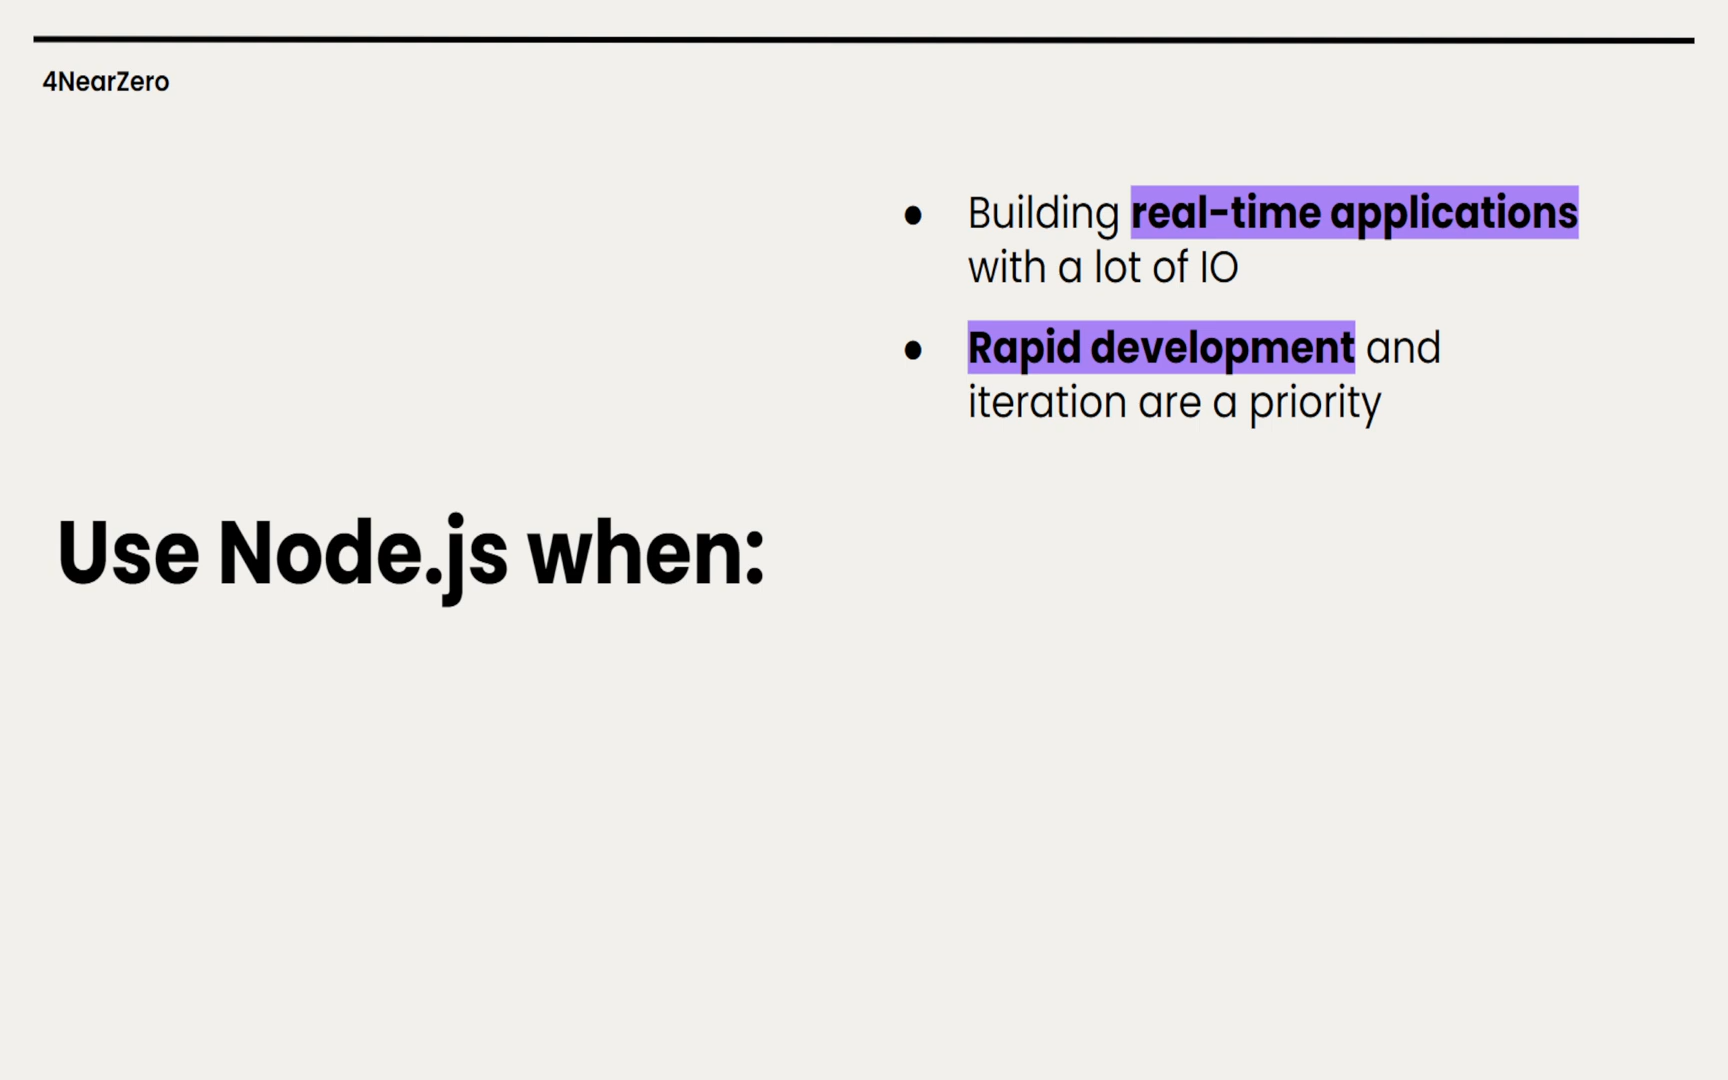 4NearZero
Use Node.js when:
● Building real-time applications
with a lot of IO
● Rapid development and
iteration are a priority